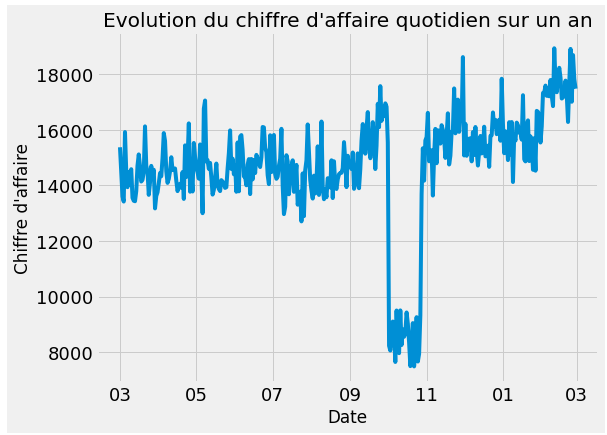 Evolution du chiffre d'affaire quotidien sur un an
18000
16000
14000
12000
10000
8000
Chiffre d'affaire
03 05 07 09 11 01 03
Date